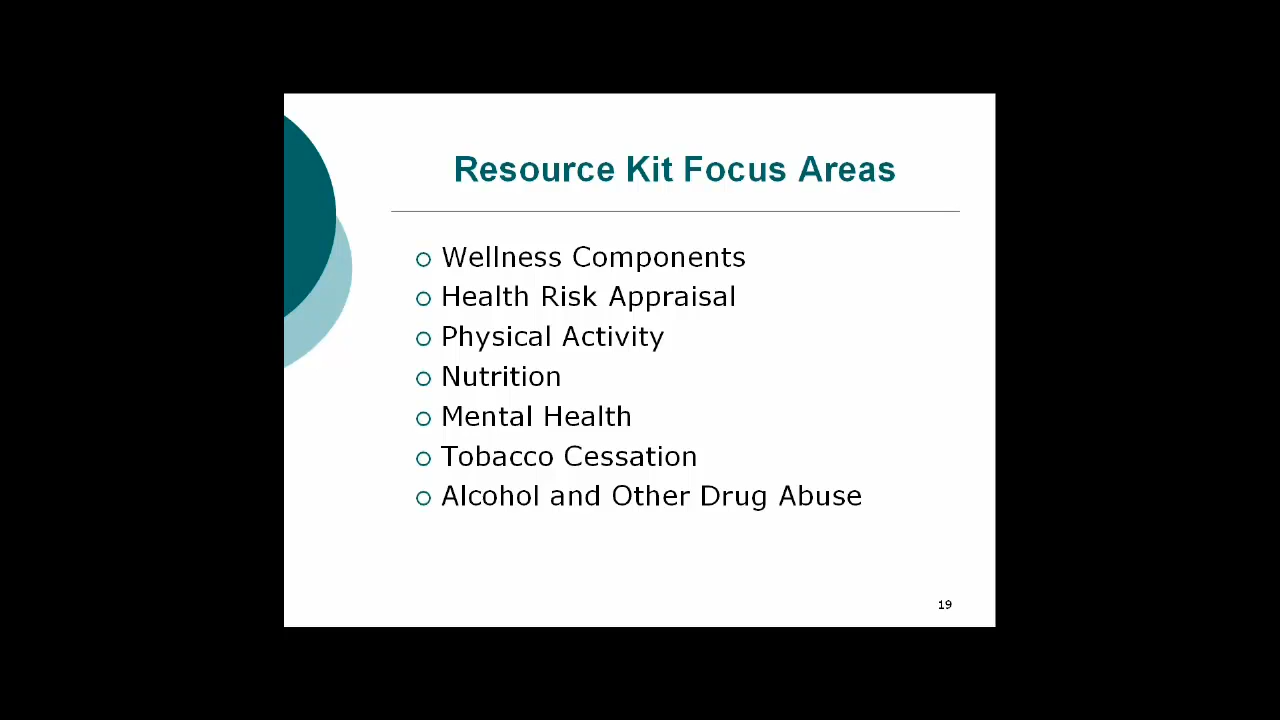 Resource Kit Focus Areas
Wellness Components
Health Risk Appraisal
Physical Activity
Nutrition
Mental Health
Tobacco Cessation
Alcohol and Other Drug Abuse
19